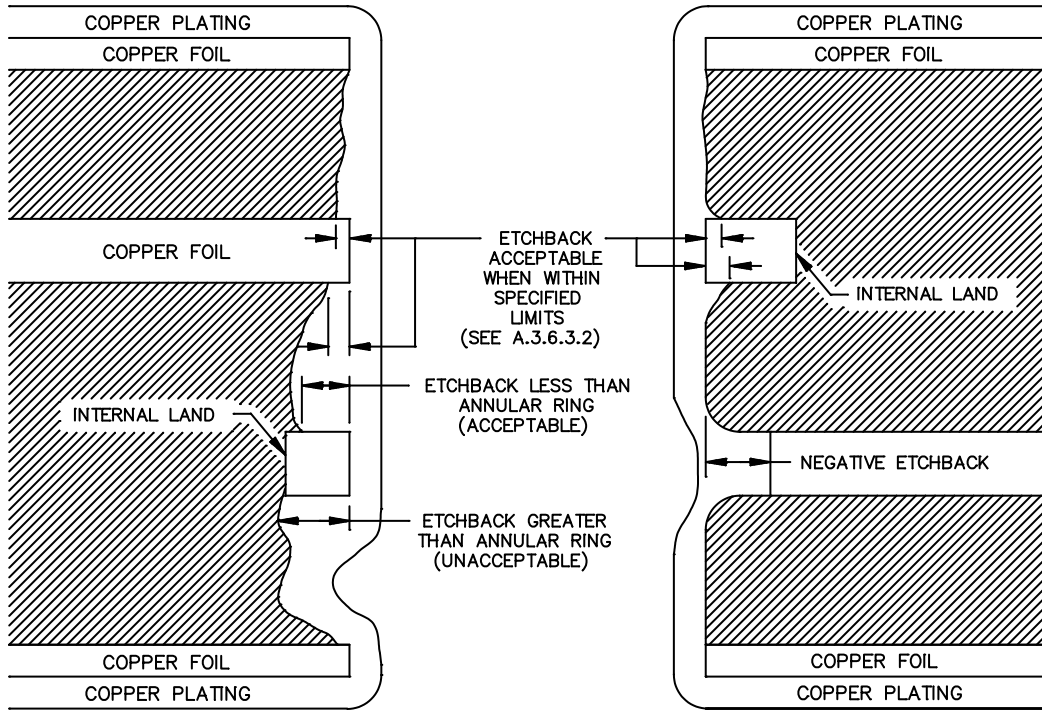 COPPER PLATING
COPPER FOIL
COPPER FOIL
INTERNAL LAND
COPPER FOIL
COPPER PLATING
ETCHBACK
ACCEPTABLE
WHEN WITHIN
SPECIFIED
LIMITS
(SEE A.3.6.3.2)
ETCHBACK LESS THAN
ANNULAR RING
(ACCEPTABLE)
ETCHBACK GREATER
THAN ANNULAR RING
(UNACCEPTABLE)
COPPER PLATING
COPPER FOIL
INTERNAL LAND
NEGATIVE ETCHBACK
COPPER FOIL
COPPER PLATING